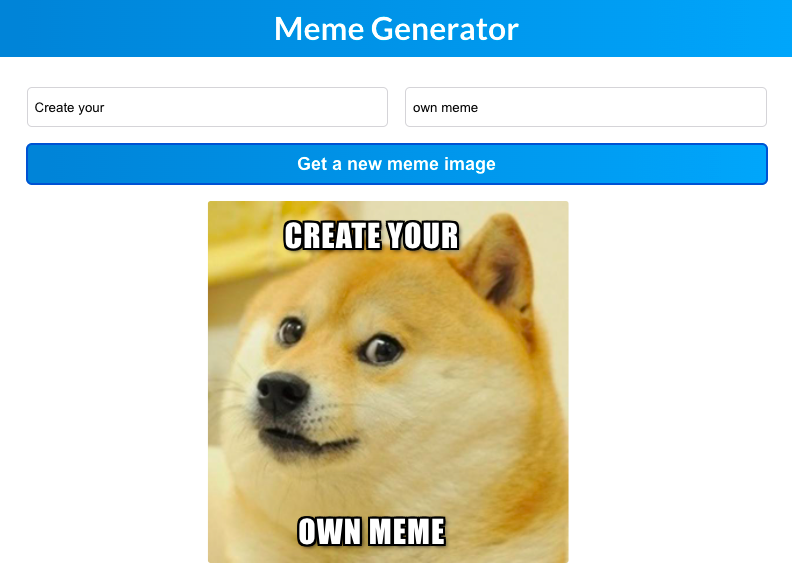 Meme Generator
Create your
own meme
Get a new meme image
CREATE YOUR
OWN MEME